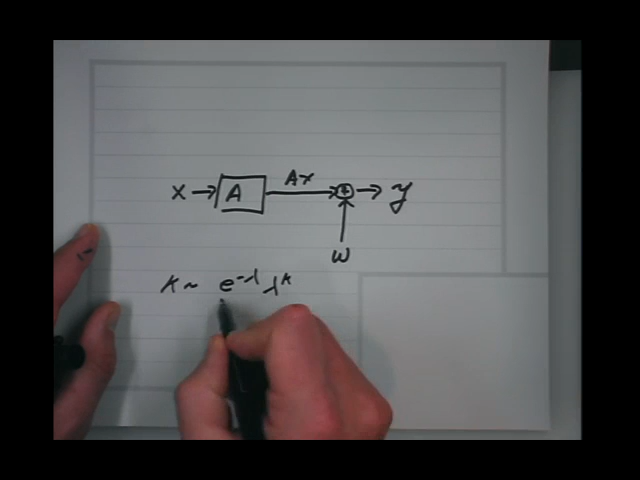 x → A Ax → + → y
w
K ~ e^-λ λ^K